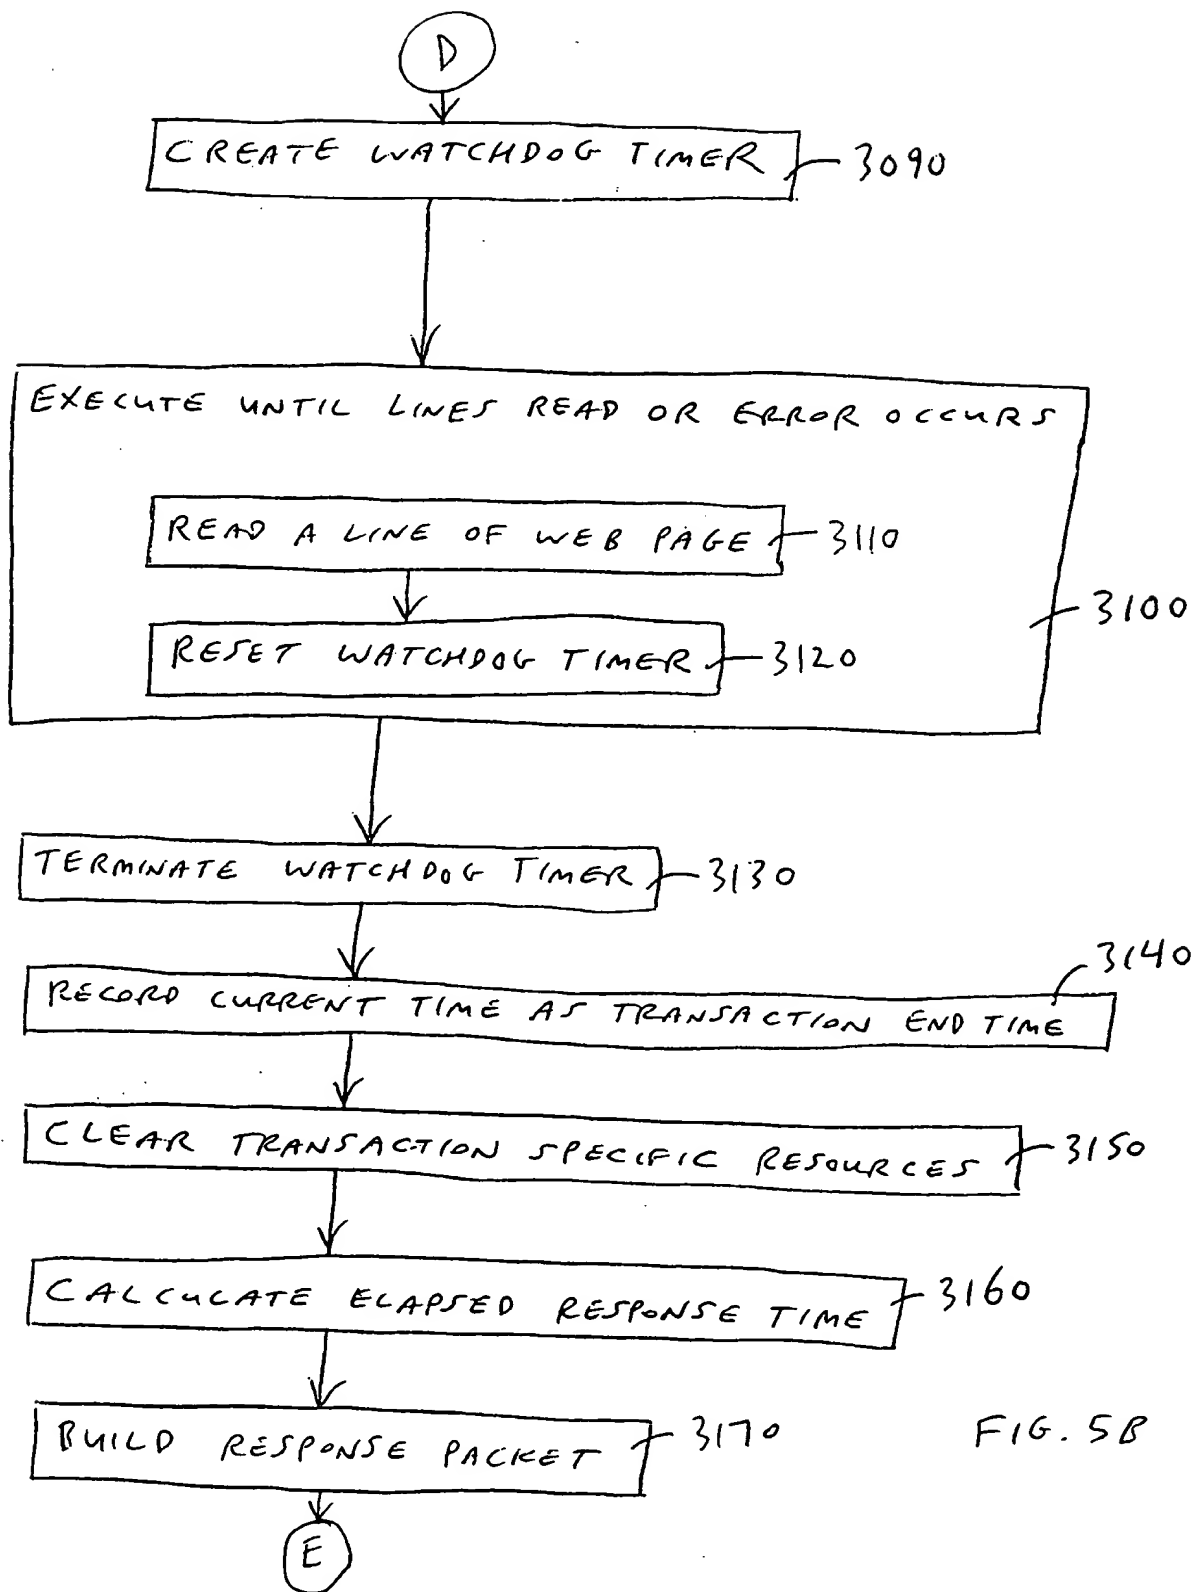 D
CREATE WATCHDOG TIMER 3090
EXECUTE UNTIL LINES READ OR ERROR OCCURS
READ A LINE OF WEB PAGE 3110
3100
RESET WATCHDOG TIMER 3120
TERMINATE WATCHDOG TIMER 3130
3140
RECORD CURRENT TIME AS TRANSACTION END TIME
CLEAR TRANSACTION SPECIFIC RESOURCES 3150
CALCULATE ELAPSED RESPONSE TIME 3160
BUILD RESPONSE PACKET 3170
FIG. 5B
E